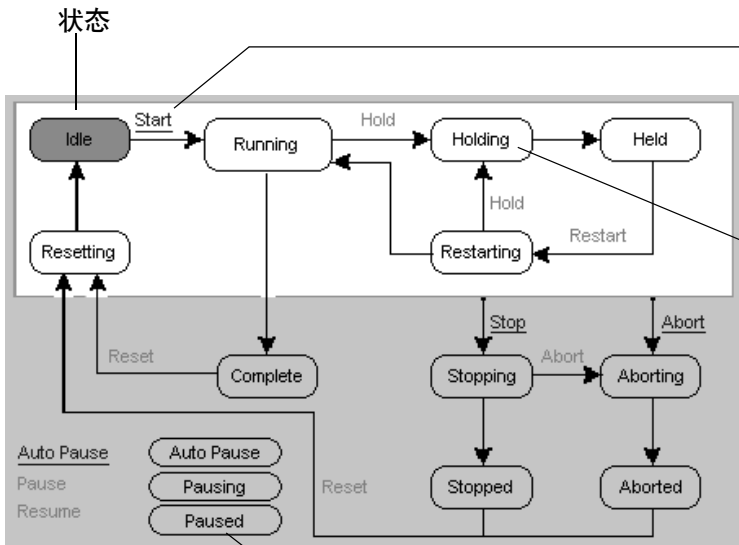 状态
Start
Hold
Idle
Running
Holding
Held
Hold
Restart
Resetting
Restarting
Stop
Abort
Reset
Abort
Complete
Stopping
Aborting
Auto Pause
Auto Pause
Pause
Pausing
Reset
Stopped
Aborted
Resume
Paused